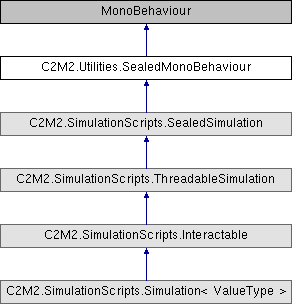 MonoBehaviour
C2M2.Utilities.SealedMonoBehaviour
C2M2.SimulationScripts.SealedSimulation
C2M2.SimulationScripts.ThreadableSimulation
C2M2.SimulationScripts.Interactable
C2M2.SimulationScripts.Simulation< ValueType >